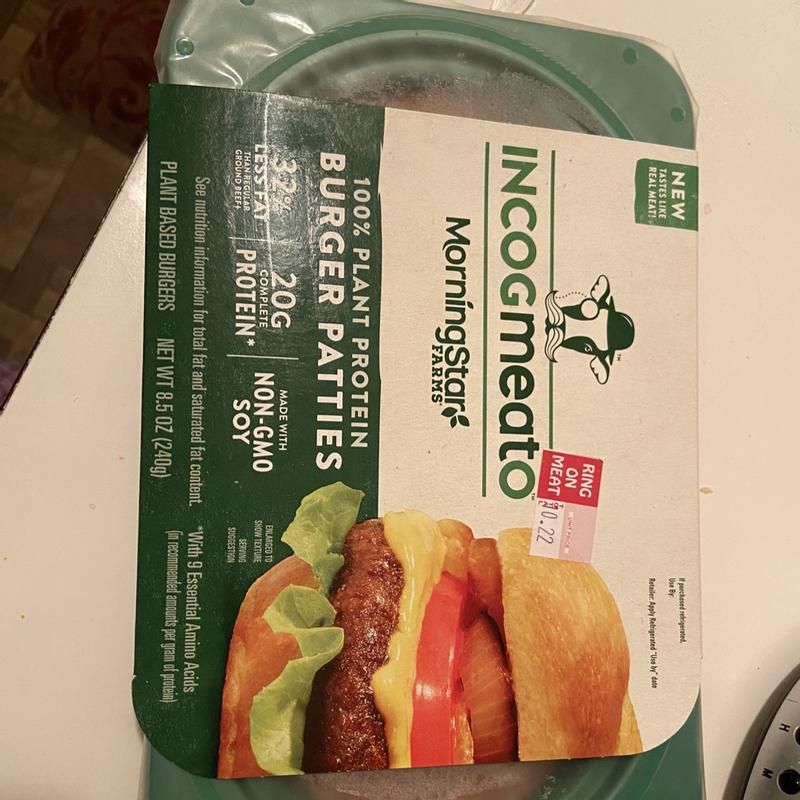 NEW
TASTES LIKE
REAL MEAT!
INCOGmeato™
MorningStar
FARMS®
RING
ON
MEAT
UNIT PRICE
0.22
If purchased refrigerated,
Use By:
Retailer: Apply Refrigerated "Use by" date
100% PLANT PROTEIN
BURGER PATTIES
32%
LESS FAT
THAN REGULAR
GROUND BEEF+
20G
COMPLETE
PROTEIN*
MADE WITH
NON-GMO
SOY
ENLARGED TO
SHOW TEXTURE
SERVING
SUGGESTION
See nutrition information for total fat and saturated fat content.
*With 9 Essential Amino Acids
(in recommended amounts per gram of protein)
PLANT BASED BURGERS NET WT 8.5 OZ (240g)
H
M